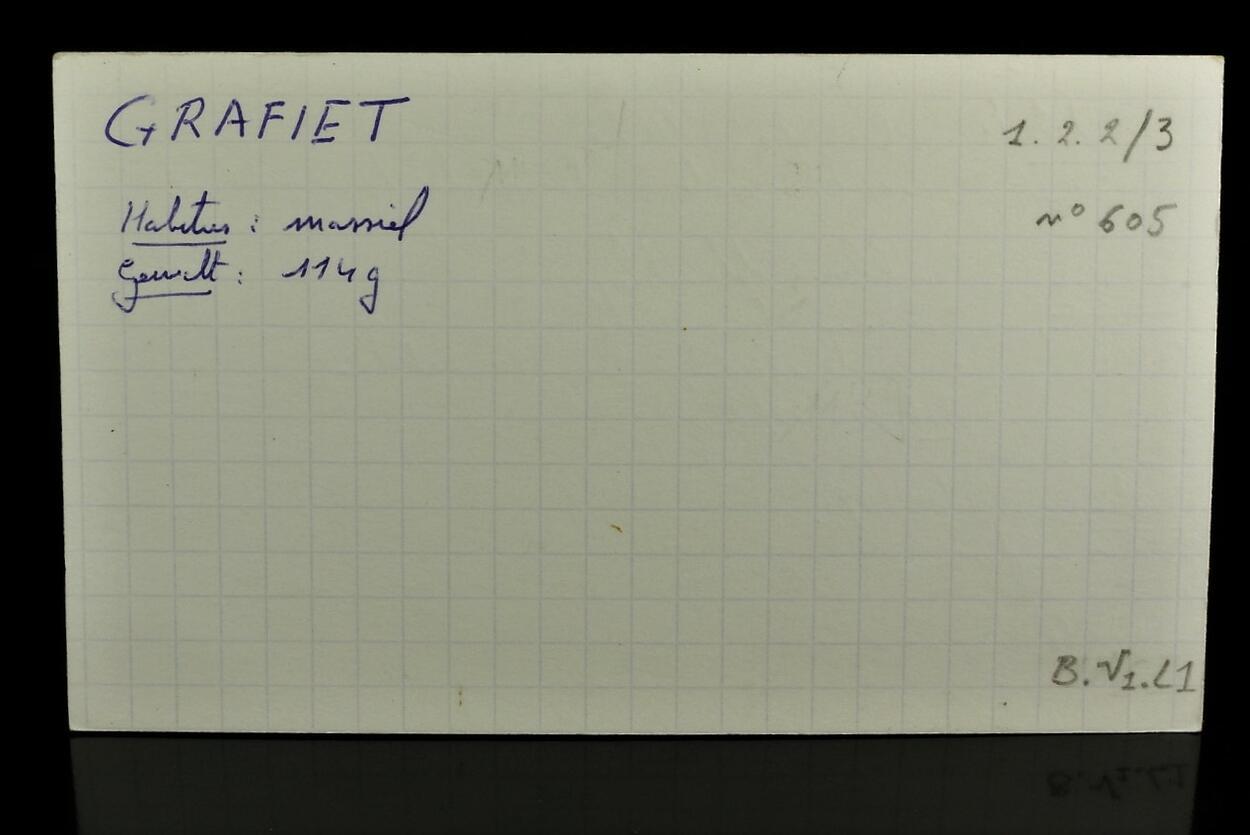 GRAFIET
1. 2. 2/3
n° 605
Habitus : massief
Gewicht : 114g
B.V1.L1